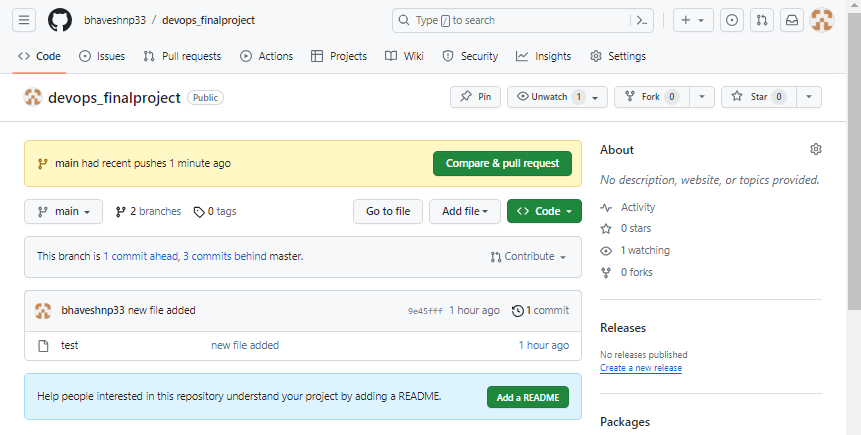 bhaveshnp33 / devops_finalproject
Type / to search
Code Issues Pull requests Actions Projects Wiki Security Insights Settings
devops_finalproject Public
Pin Unwatch 1 Fork 0 Star 0
main had recent pushes 1 minute ago
Compare & pull request
main 2 branches 0 tags
Go to file Add file Code
This branch is 1 commit ahead, 3 commits behind master.
Contribute
bhaveshnp33 new file added 9e45fff 1 hour ago 1 commit
test new file added 1 hour ago
Help people interested in this repository understand your project by adding a README.
Add a README
About
No description, website, or topics provided.
Activity
0 stars
1 watching
0 forks
Releases
No releases published
Create a new release
Packages